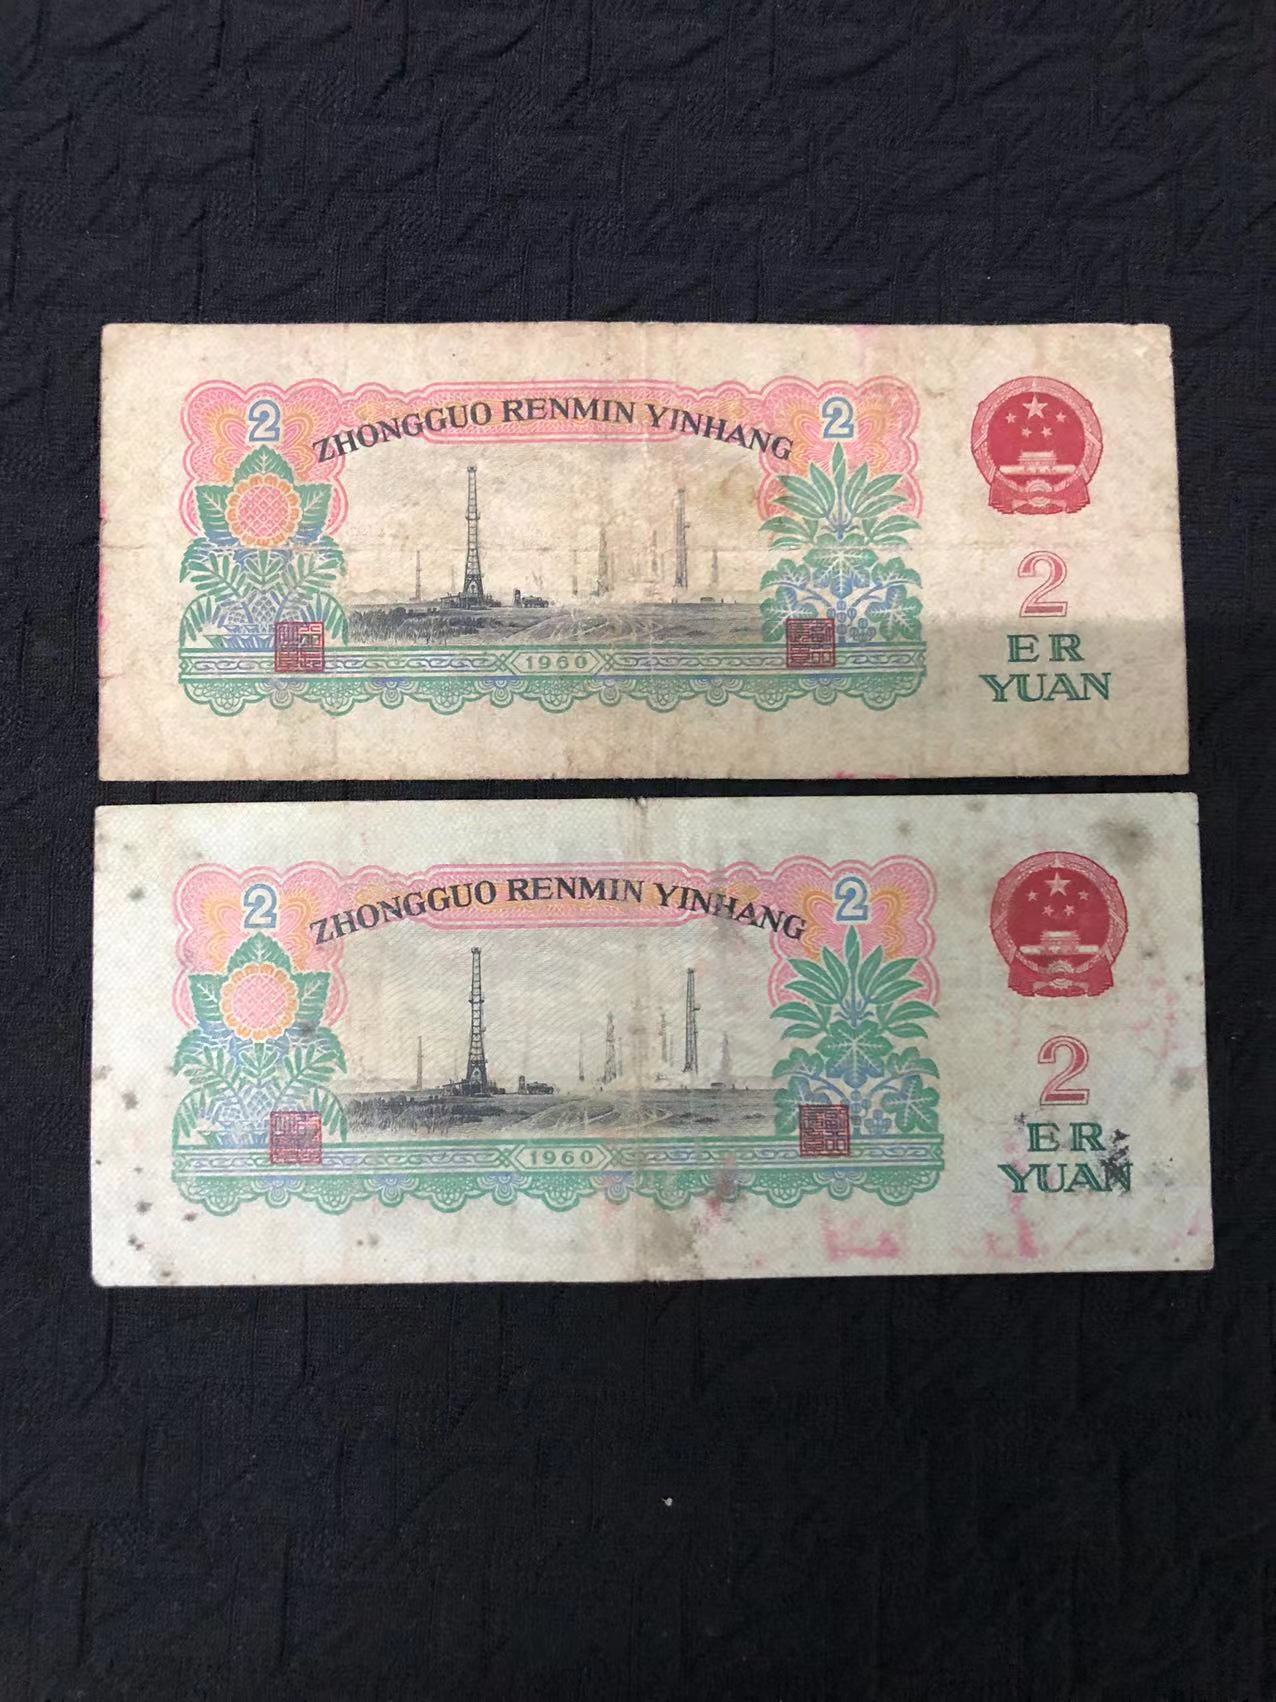 2 ZHONGGUO RENMIN YINHANG 2
2
ER
YUAN
1960
2 ZHONGGUO RENMIN YINHANG 2
2
ER
YUAN
1960